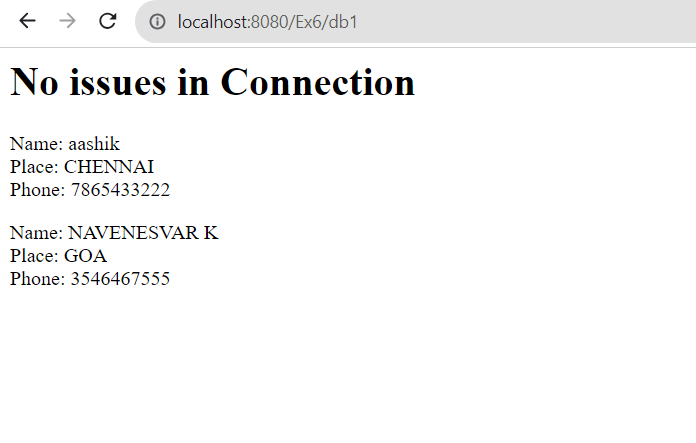 localhost:8080/Ex6/db1
No issues in Connection
Name: aashik
Place: CHENNAI
Phone: 7865433222
Name: NAVENESVAR K
Place: GOA
Phone: 3546467555